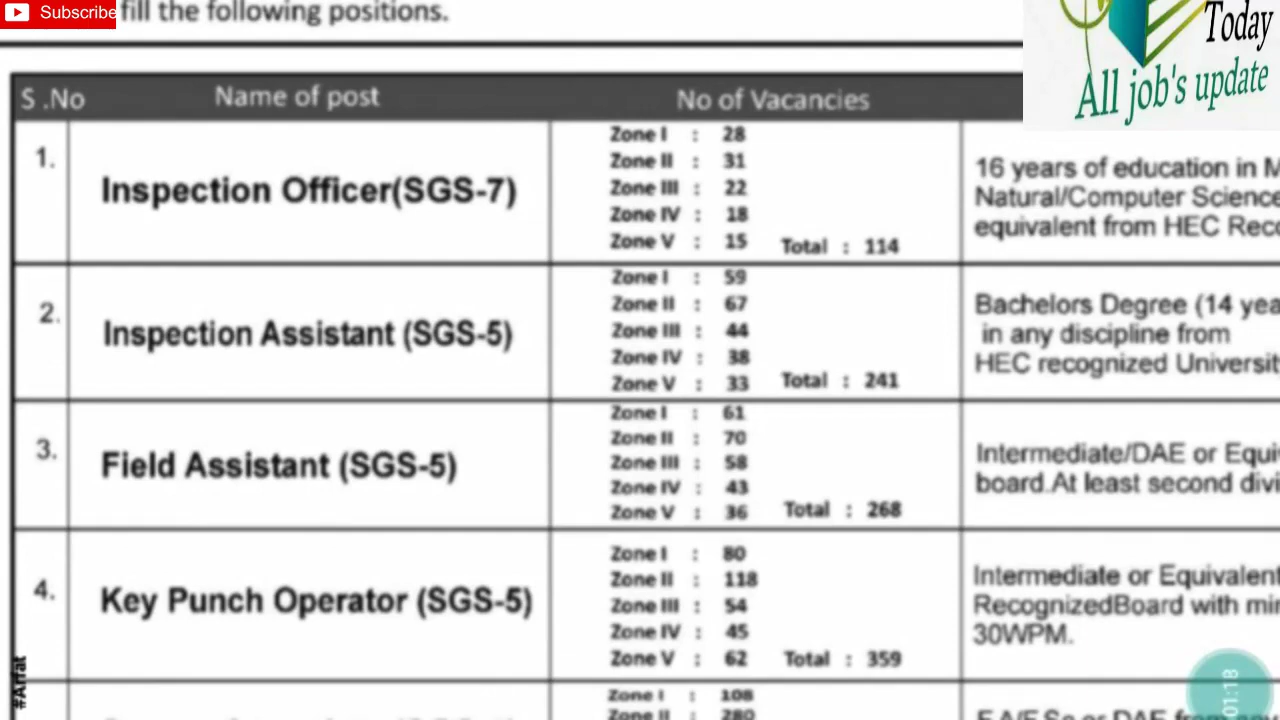 Subscribe
fill the following positions.
Today
All job's update
S .No Name of post No of Vacancies
1. Inspection Officer(SGS-7)
Zone I : 28
Zone II : 31
Zone III : 22
Zone IV : 18
Zone V : 15 Total : 114
16 years of education in
Natural/Computer Science
equivalent from HEC
2. Inspection Assistant (SGS-5)
Zone I : 59
Zone II : 67
Zone III : 44
Zone IV : 38
Zone V : 33 Total : 241
Bachelors Degree (14
in any discipline from
HEC recognized
3. Field Assistant (SGS-5)
Zone I : 61
Zone II : 70
Zone III : 58
Zone IV : 43
Zone V : 36 Total : 268
Intermediate/DAE or
board.At least second
4. Key Punch Operator (SGS-5)
Zone I : 80
Zone II : 118
Zone III : 54
Zone IV : 45
Zone V : 62 Total : 359
Intermediate or Equivalent
RecognizedBoard with
30WPM.
Zone I : 108
Zone II : 280
#Arfat
01:18